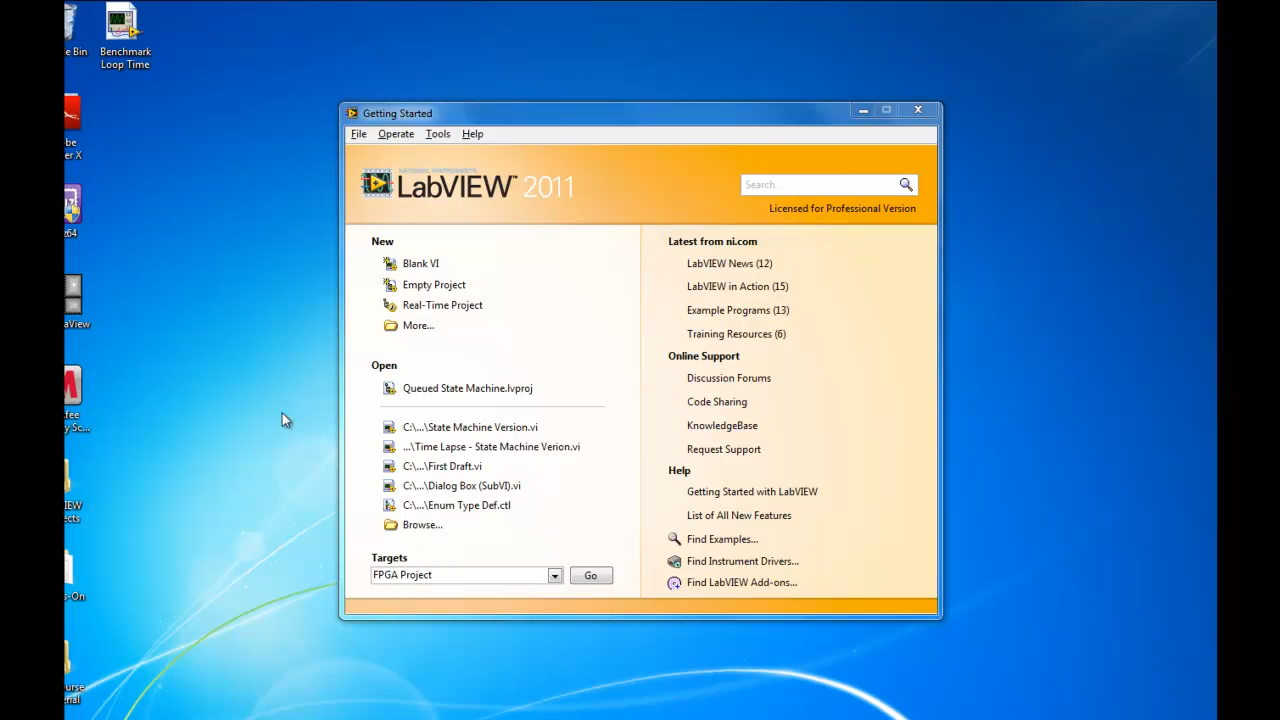 Bin
Benchmark
Loop Time
Getting Started
File Operate Tools Help
NATIONAL INSTRUMENTS
LabVIEW™ 2011
Search
Licensed for Professional Version
New
Blank VI
Empty Project
Real-Time Project
More...
Open
Queued State Machine.lvproj
C:\...\State Machine Version.vi
...\Time Lapse - State Machine Verion.vi
C:\...\First Draft.vi
C:\...\Dialog Box (SubVI).vi
C:\...\Enum Type Def.ctl
Browse...
Targets
FPGA Project
Go
Latest from ni.com
LabVIEW News (12)
LabVIEW in Action (15)
Example Programs (13)
Training Resources (6)
Online Support
Discussion Forums
Code Sharing
KnowledgeBase
Request Support
Help
Getting Started with LabVIEW
List of All New Features
Find Examples...
Find Instrument Drivers...
Find LabVIEW Add-ons...